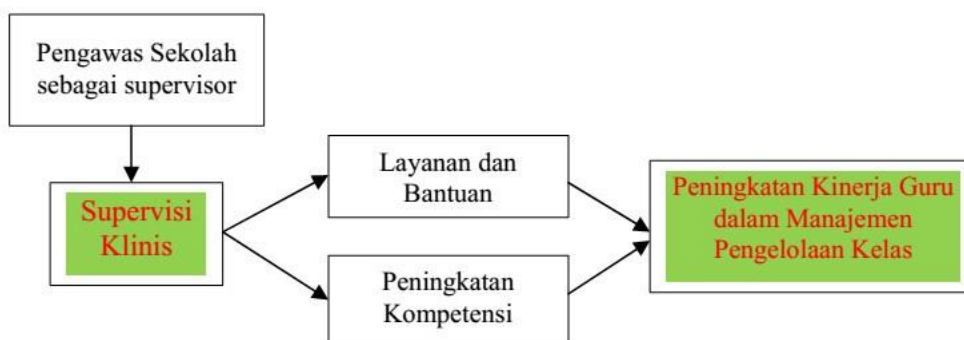 Pengawas Sekolah
sebagai supervisor
Supervisi
Klinis
Layanan dan
Bantuan
Peningkatan
Kompetensi
Peningkatan Kinerja Guru
dalam Manajemen
Pengelolaan Kelas